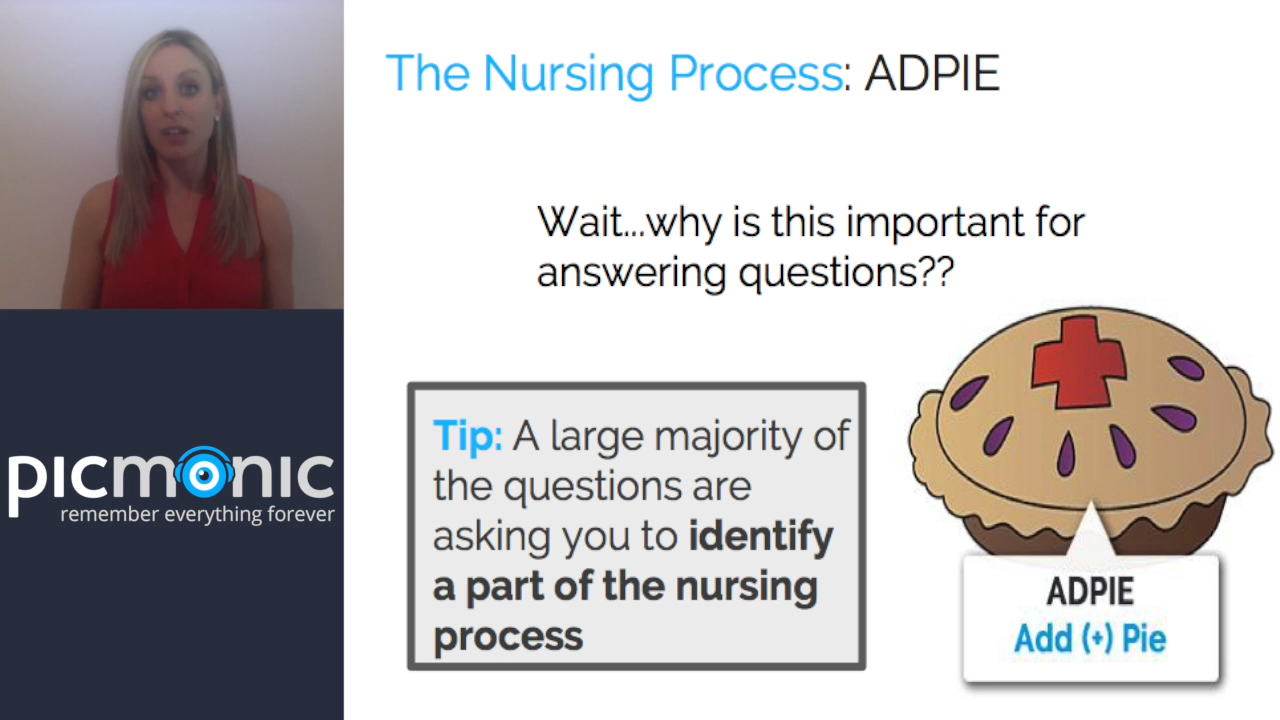 The Nursing Process: ADPIE
Wait...why is this important for
answering questions??
Tip: A large majority of
the questions are
asking you to identify
a part of the nursing
process
ADPIE
Add (+) Pie
picmonic
remember everything forever